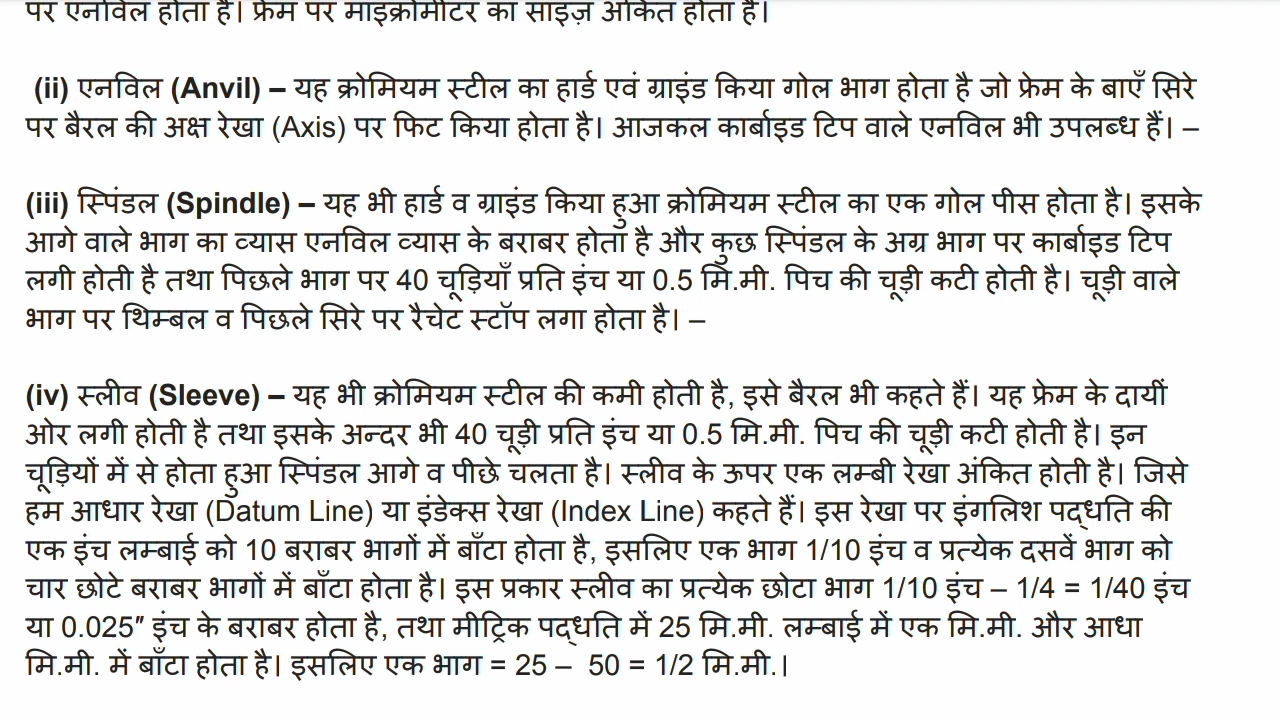 पर एनविल होता है। फ्रेम पर माइक्रोमीटर का साइज़ अंकित होता है।
(ii) एनविल (Anvil) – यह क्रोमियम स्टील का हार्ड एवं ग्राइंड किया गोल भाग होता है जो फ्रेम के बाएँ सिरे
पर बैरल की अक्ष रेखा (Axis) पर फिट किया होता है। आजकल कार्बाइड टिप वाले एनविल भी उपलब्ध हैं। –
(iii) स्पिंडल (Spindle) – यह भी हार्ड व ग्राइंड किया हुआ क्रोमियम स्टील का एक गोल पीस होता है। इसके
आगे वाले भाग का व्यास एनविल व्यास के बराबर होता है और कुछ स्पिंडल के अग्र भाग पर कार्बाइड टिप
लगी होती है तथा पिछले भाग पर 40 चूड़ियाँ प्रति इंच या 0.5 मि.मी. पिच की चूड़ी कटी होती है। चूड़ी वाले
भाग पर थिम्बल व पिछले सिरे पर रैचेट स्टॉप लगा होता है। –
(iv) स्लीव (Sleeve) – यह भी क्रोमियम स्टील की कमी होती है, इसे बैरल भी कहते हैं। यह फ्रेम के दायीं
ओर लगी होती है तथा इसके अन्दर भी 40 चूड़ी प्रति इंच या 0.5 मि.मी. पिच की चूड़ी कटी होती है। इन
चूड़ियों में से होता हुआ स्पिंडल आगे व पीछे चलता है। स्लीव के ऊपर एक लम्बी रेखा अंकित होती है। जिसे
हम आधार रेखा (Datum Line) या इंडेक्स रेखा (Index Line) कहते हैं। इस रेखा पर इंगलिश पद्धति की
एक इंच लम्बाई को 10 बराबर भागों में बाँटा होता है, इसलिए एक भाग 1/10 इंच व प्रत्येक दसवें भाग को
चार छोटे बराबर भागों में बाँटा होता है। इस प्रकार स्लीव का प्रत्येक छोटा भाग 1/10 इंच – 1/4 = 1/40 इंच
या 0.025″ इंच के बराबर होता है, तथा मीट्रिक पद्धति में 25 मि.मी. लम्बाई में एक मि.मी. और आधा
मि.मी. में बाँटा होता है। इसलिए एक भाग = 25 – 50 = 1/2 मि.मी.।